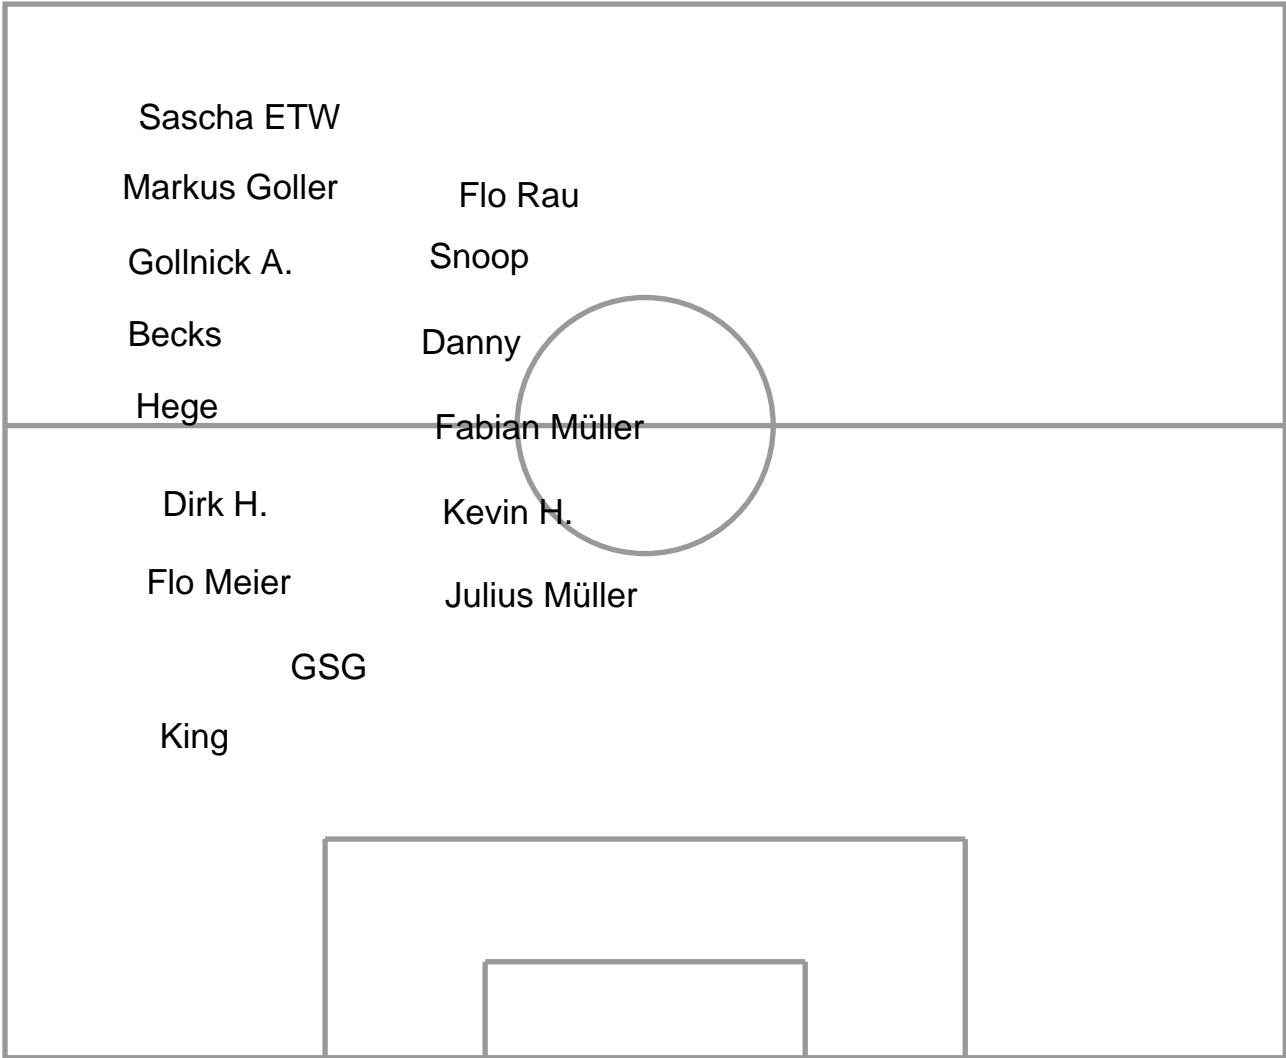 Sascha ETW
Markus Goller
Flo Rau
Gollnick A.
Snoop
Becks
Danny
Hege
Fabian Müller
Dirk H.
Kevin H.
Flo Meier
Julius Müller
GSG
King